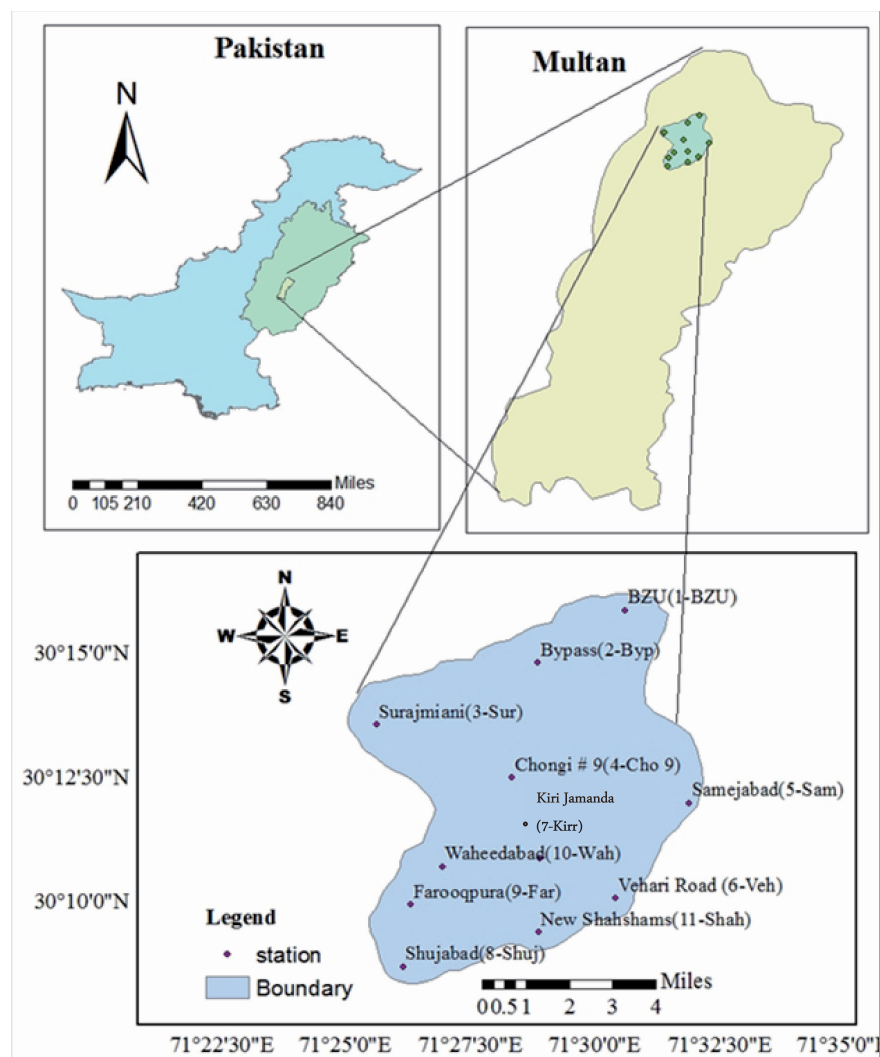 Pakistan
N
Miles
0 105 210 420 630 840
Multan
N
W E
S
30°15'0"N
30°12'30"N
30°10'0"N
BZU(1-BZU)
Bypass(2-Byp)
Surajmiani(3-Sur)
Chongi # 9(4-Cho 9)
Samejabad(5-Sam)
Kiri Jamanda
(7-Kirr)
Waheedabad(10-Wah)
Vehari Road (6-Veh)
Farooqpura(9-Far)
New Shahshams(11-Shah)
Shujabad(8-Shuj)
Legend
station
Boundary
Miles
0 0.5 1 2 3 4
71°22'30"E 71°25'0"E 71°27'30"E 71°30'0"E 71°32'30"E 71°35'0"E